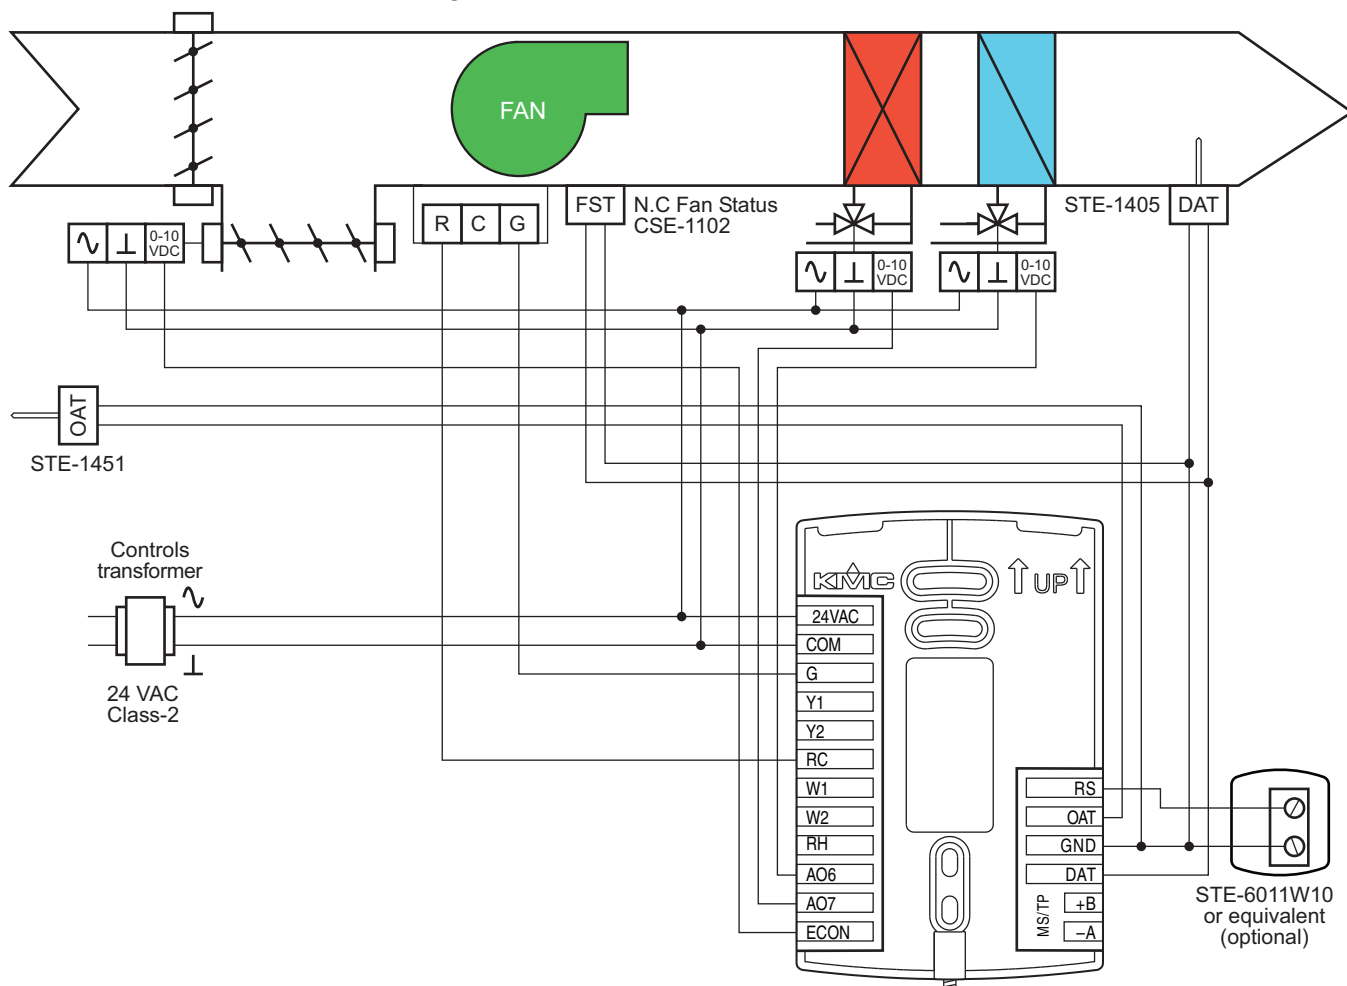 FAN
R C G
FST
N.C Fan Status
CSE-1102
STE-1405
DAT
0-10
VDC
0-10
VDC
0-10
VDC
OAT
STE-1451
Controls
transformer
24 VAC
Class-2
KMC
UP
24VAC
COM
G
Y1
Y2
RC
W1
W2
RH
AO6
AO7
ECON
RS
OAT
GND
DAT
MS/TP
+B
–A
STE-6011W10
or equivalent
(optional)